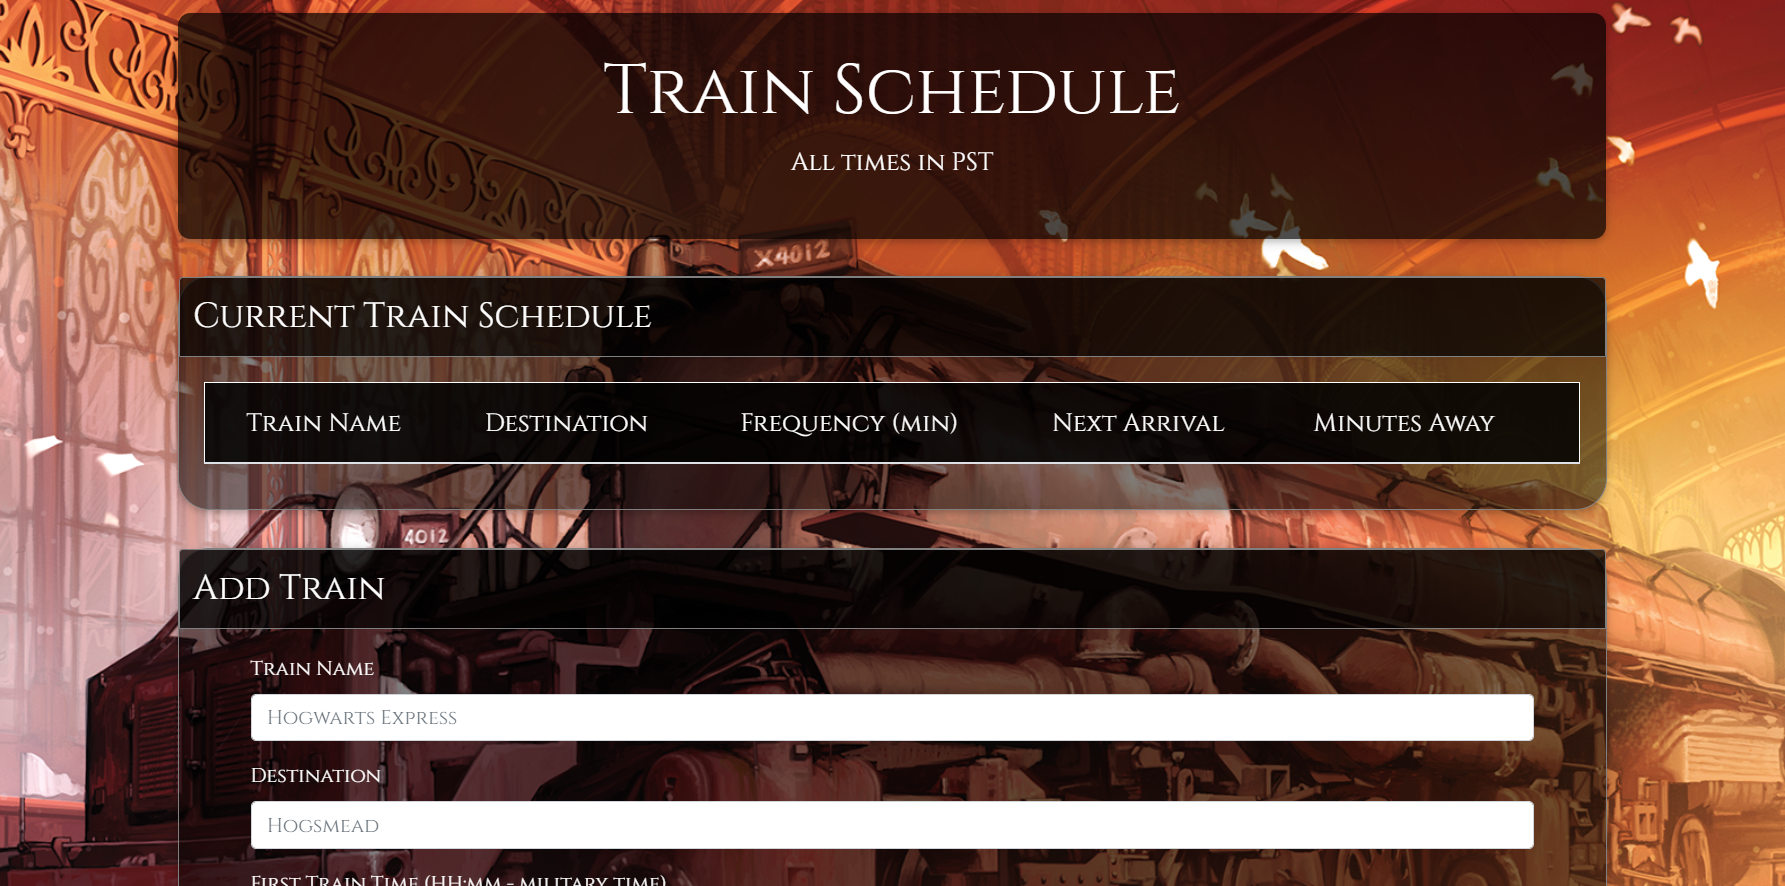 Train Schedule
All times in PST
X4012
Current Train Schedule
Train Name Destination Frequency (min) Next Arrival Minutes Away
4012
Add Train
Train Name
Hogwarts Express
Destination
Hogsmead
First Train Time (HH:mm - military time)